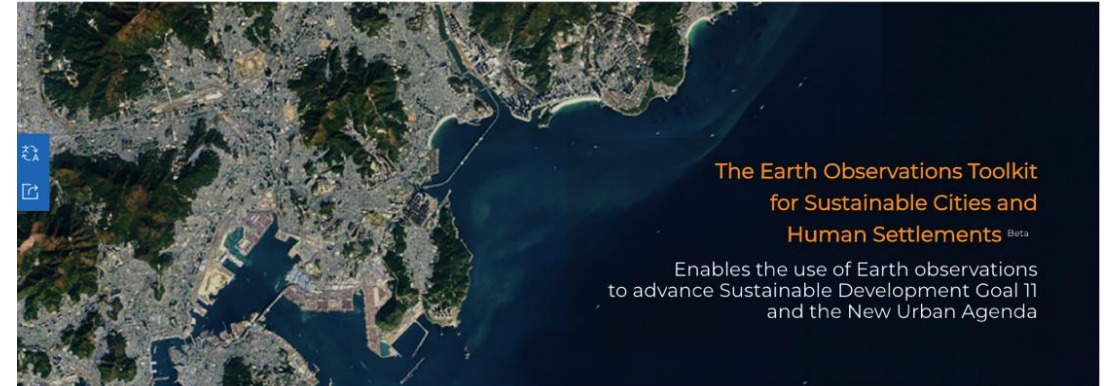 The Earth Observations Toolkit
for Sustainable Cities and
Human Settlements Beta
Enables the use of Earth observations
to advance Sustainable Development Goal 11
and the New Urban Agenda